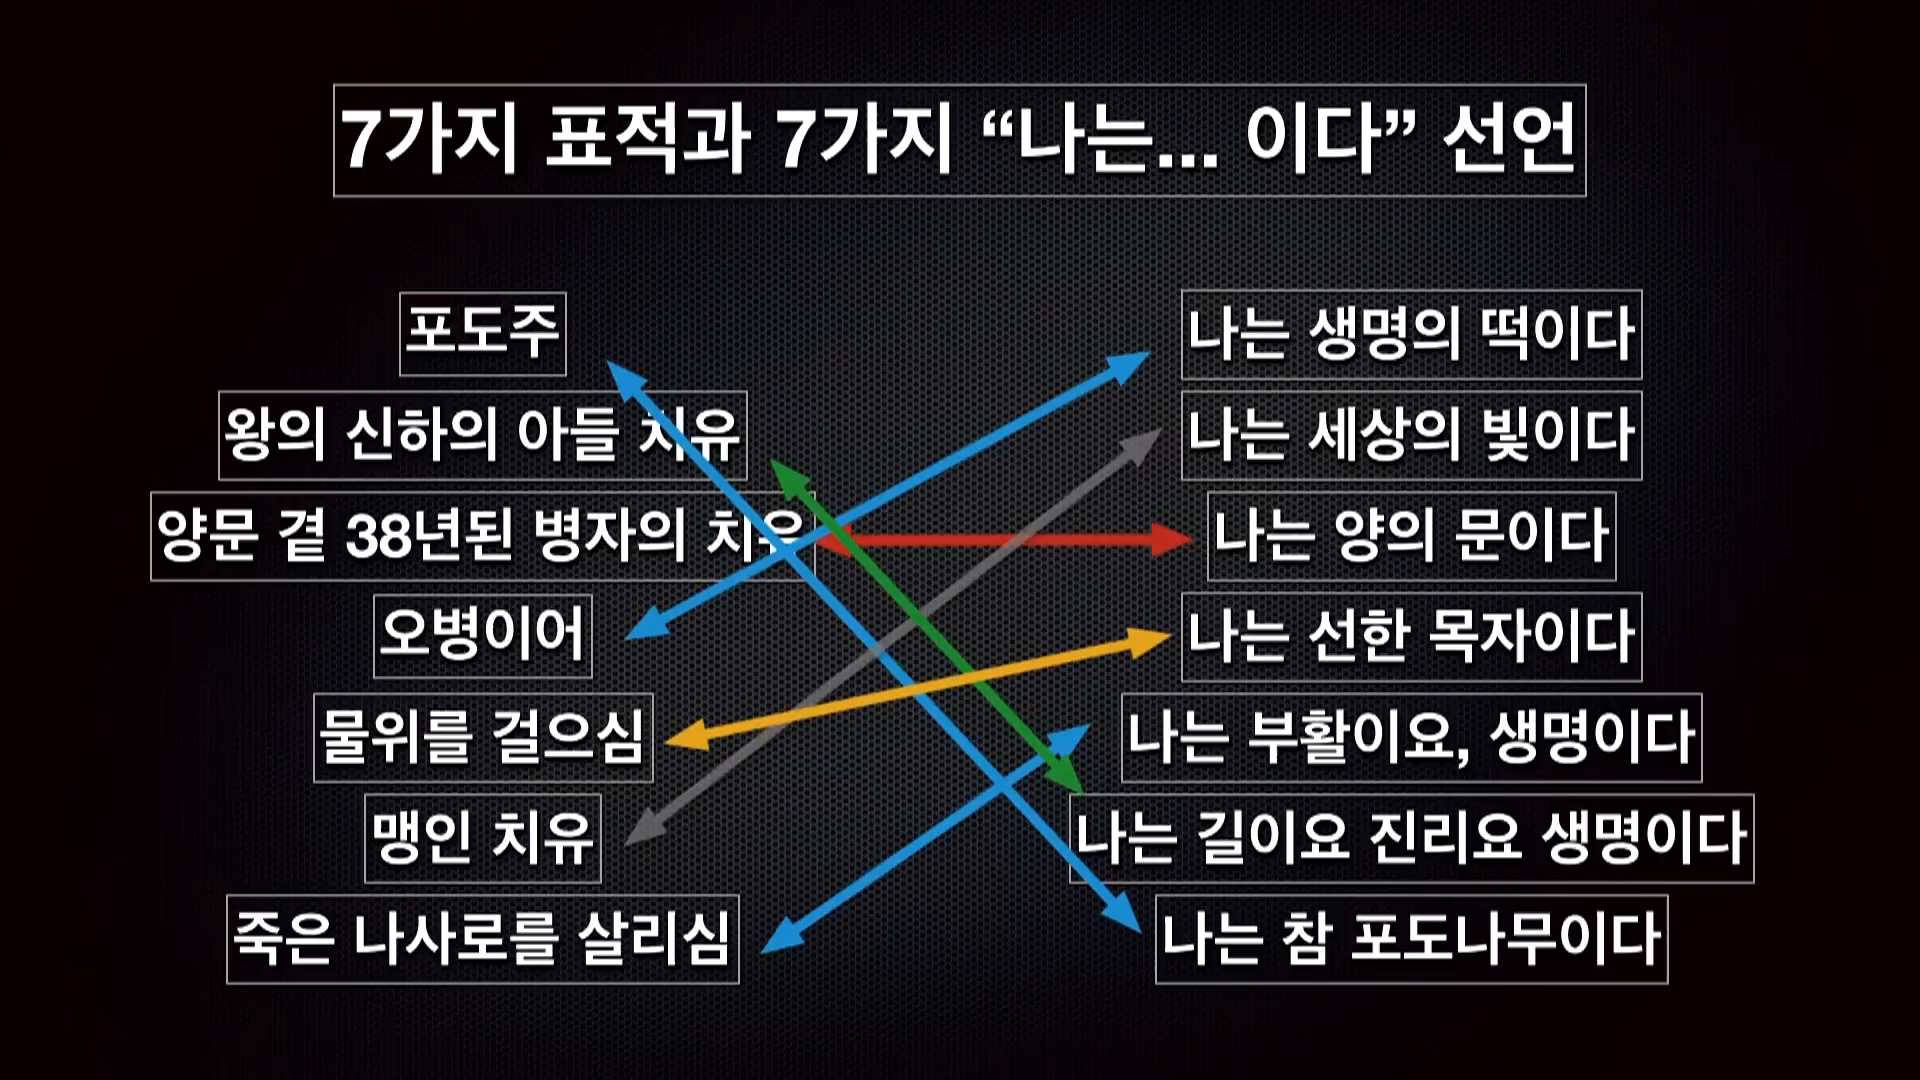 7가지 표적과 7가지 “나는... 이다” 선언
포도주
왕의 신하의 아들 치유
양문 곁 38년된 병자의 치유
오병이어
물위를 걸으심
맹인 치유
죽은 나사로를 살리심
나는 생명의 떡이다
나는 세상의 빛이다
나는 양의 문이다
나는 선한 목자이다
나는 부활이요, 생명이다
나는 길이요 진리요 생명이다
나는 참 포도나무이다